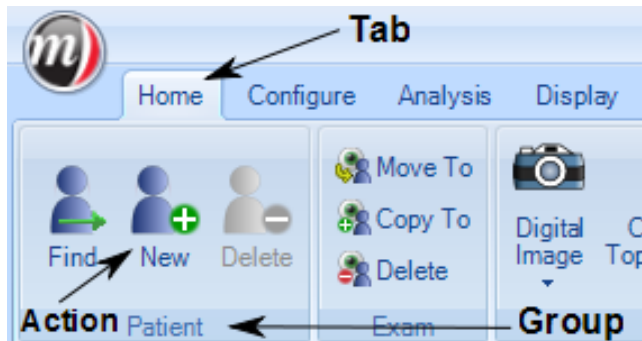 m
Tab
Home Configure Analysis Display
Move To
Copy To
Delete
Find New Delete
Digital
Image
Action Patient
Exam
Group